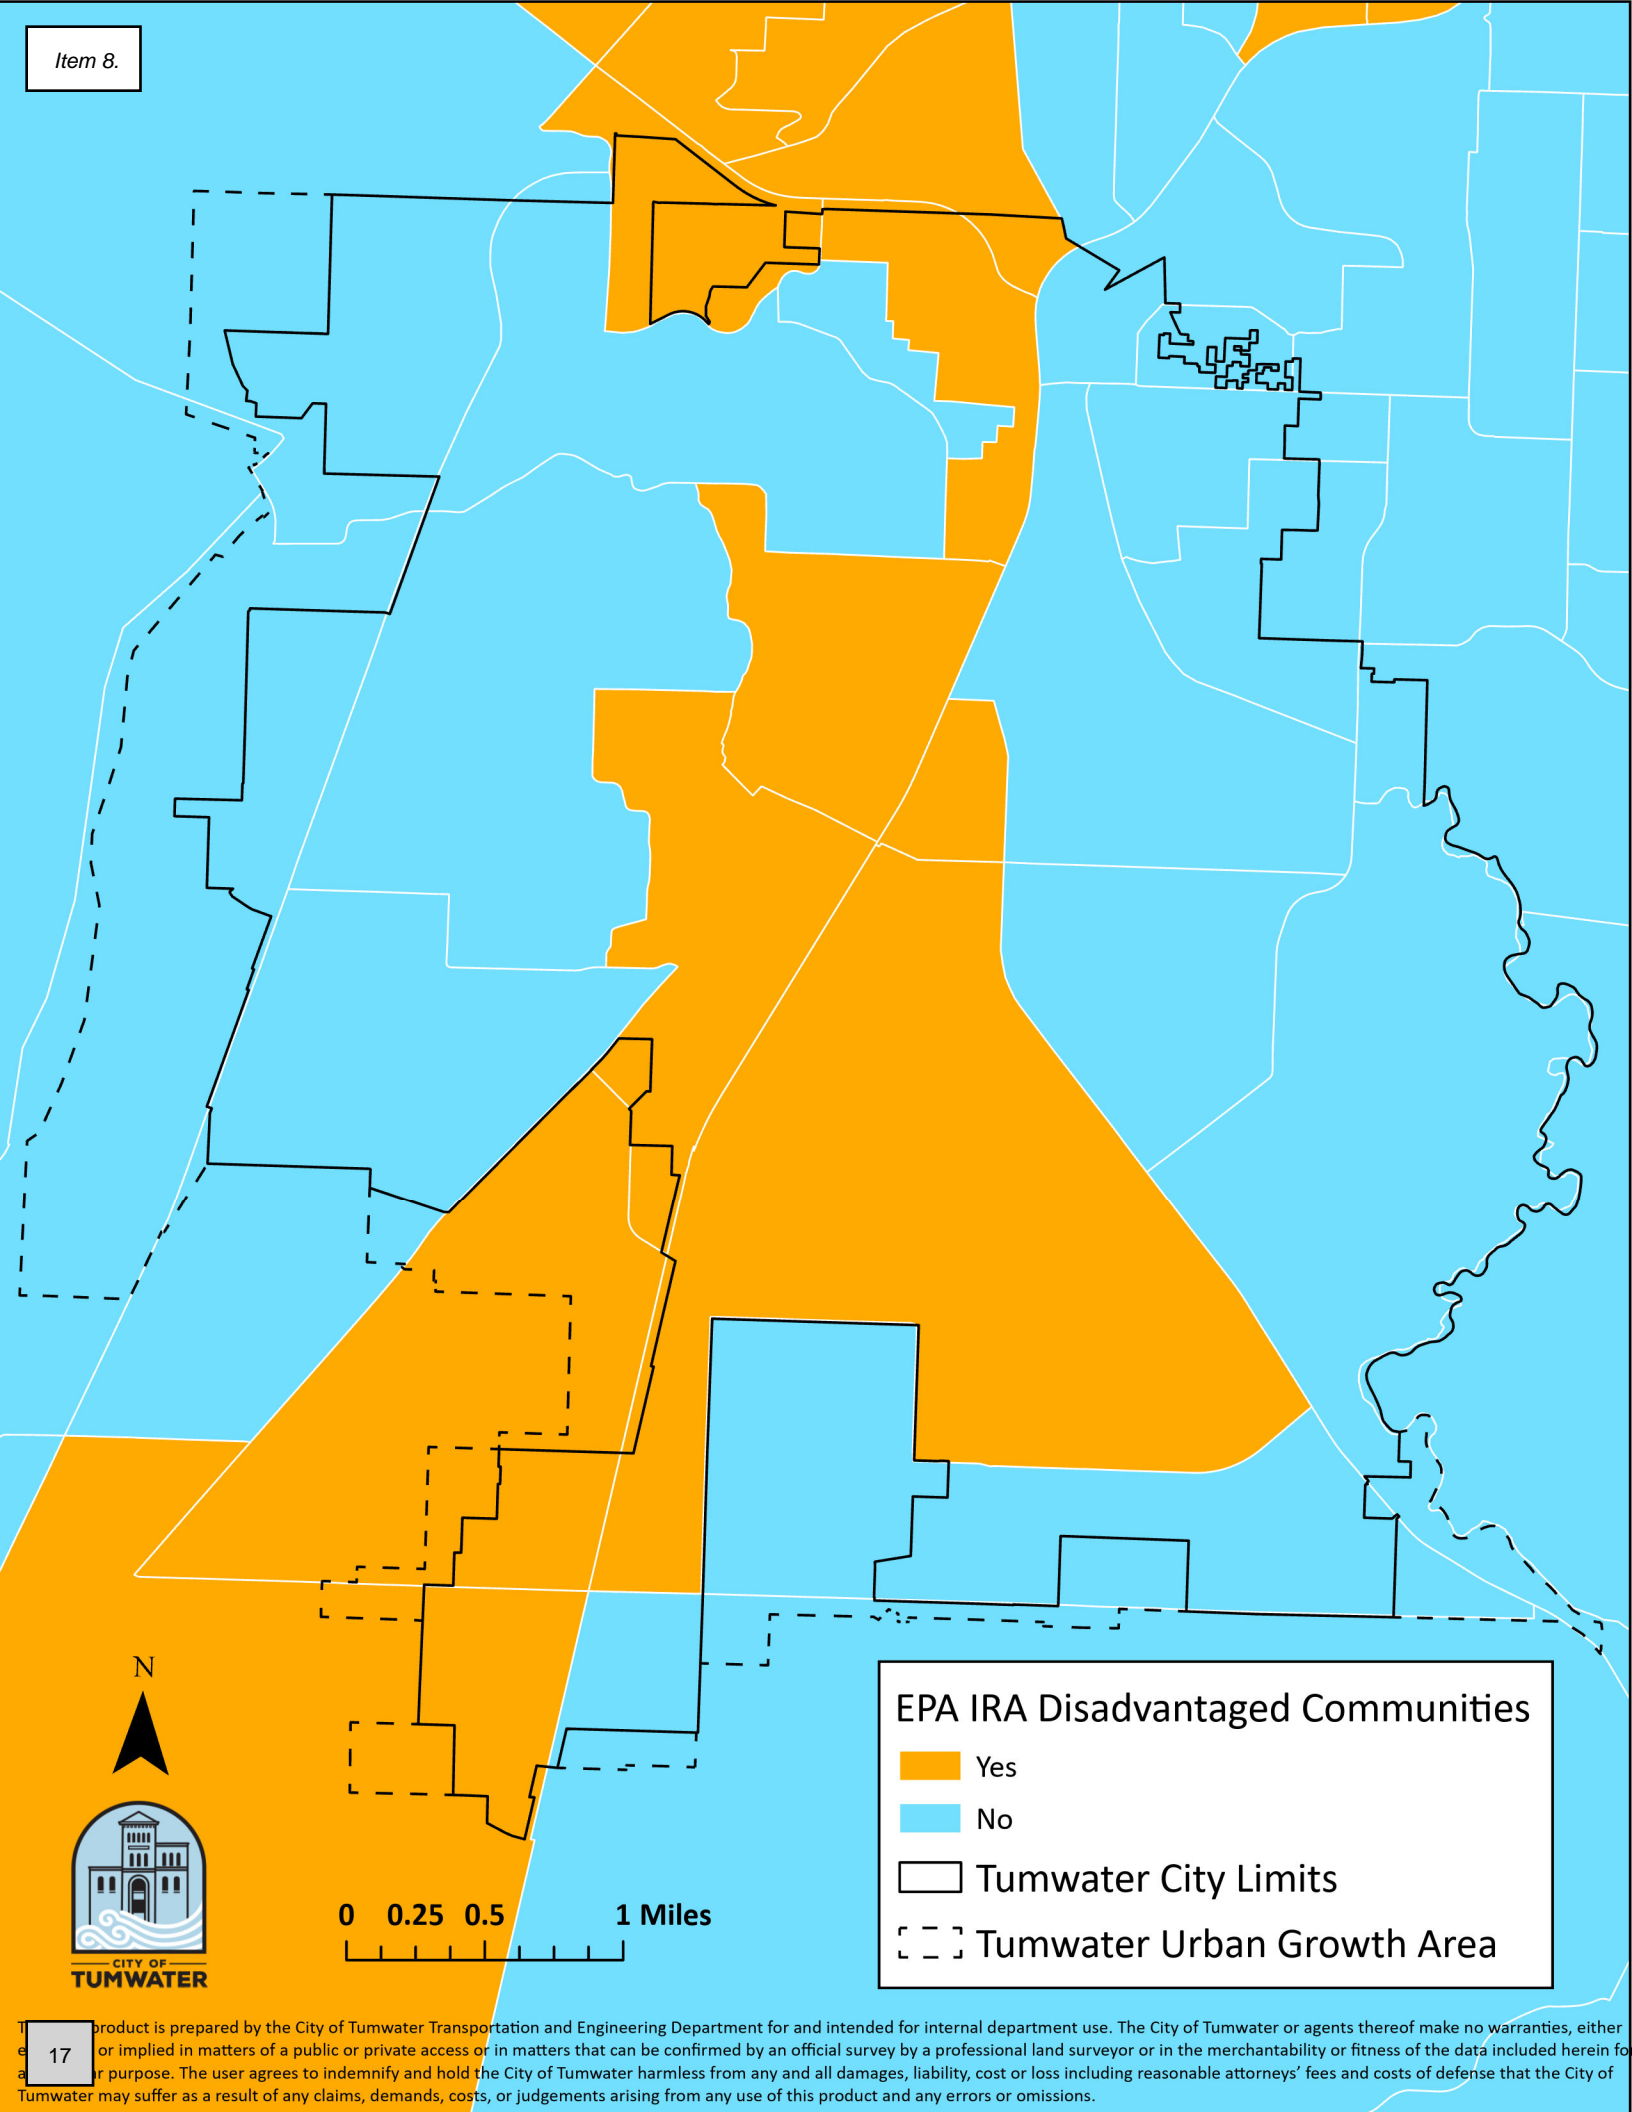 Item 8.
N
EPA IRA Disadvantaged Communities
Yes
No
Tumwater City Limits
Tumwater Urban Growth Area
0 0.25 0.5 1 Miles
CITY OF
TUMWATER
product is prepared by the City of Tumwater Transportation and Engineering Department for and intended for internal department use. The City of Tumwater or agents thereof make no warranties, either
or implied in matters of a public or private access or in matters that can be confirmed by an official survey by a professional land surveyor or in the merchantability or fitness of the data included herein fo
17
purpose. The user agrees to indemnify and hold the City of Tumwater harmless from any and all damages, liability, cost or loss including reasonable attorneys' fees and costs of defense that the City of
Tumwater may suffer as a result of any claims, demands, costs, or judgements arising from any use of this product and any errors or omissions.